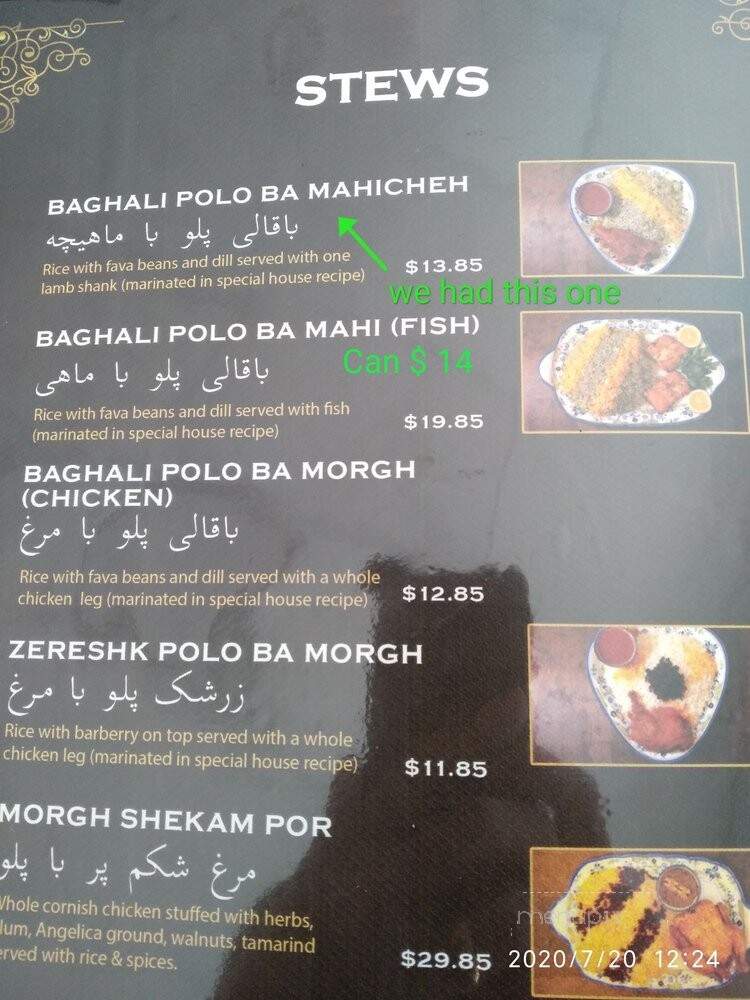 STEWS
BAGHALI POLO BA MAHICHEH
باقالی پلو با ماهیچه
Rice with fava beans and dill served with one
lamb shank (marinated in special house recipe)
$13.85
we had this one
BAGHALI POLO BA MAHI (FISH)
Can $ 14
باقالی پلو با ماهی
Rice with fava beans and dill served with fish
(marinated in special house recipe)
$19.85
BAGHALI POLO BA MORGH
(CHICKEN)
باقالی پلو با مرغ
Rice with fava beans and dill served with a whole
chicken leg (marinated in special house recipe)
$12.85
ZERESHK POLO BA MORGH
زرشک پلو با مرغ
Rice with barberry on top served with a whole
chicken leg (marinated in special house recipe)
$11.85
MORGH SHEKAM POR
مرغ شکم پر با پلو
Whole cornish chicken stuffed with herbs,
lum, Angelica ground, walnuts, tamarind
erved with rice & spices.
$29.85
2020/7/20 12:24